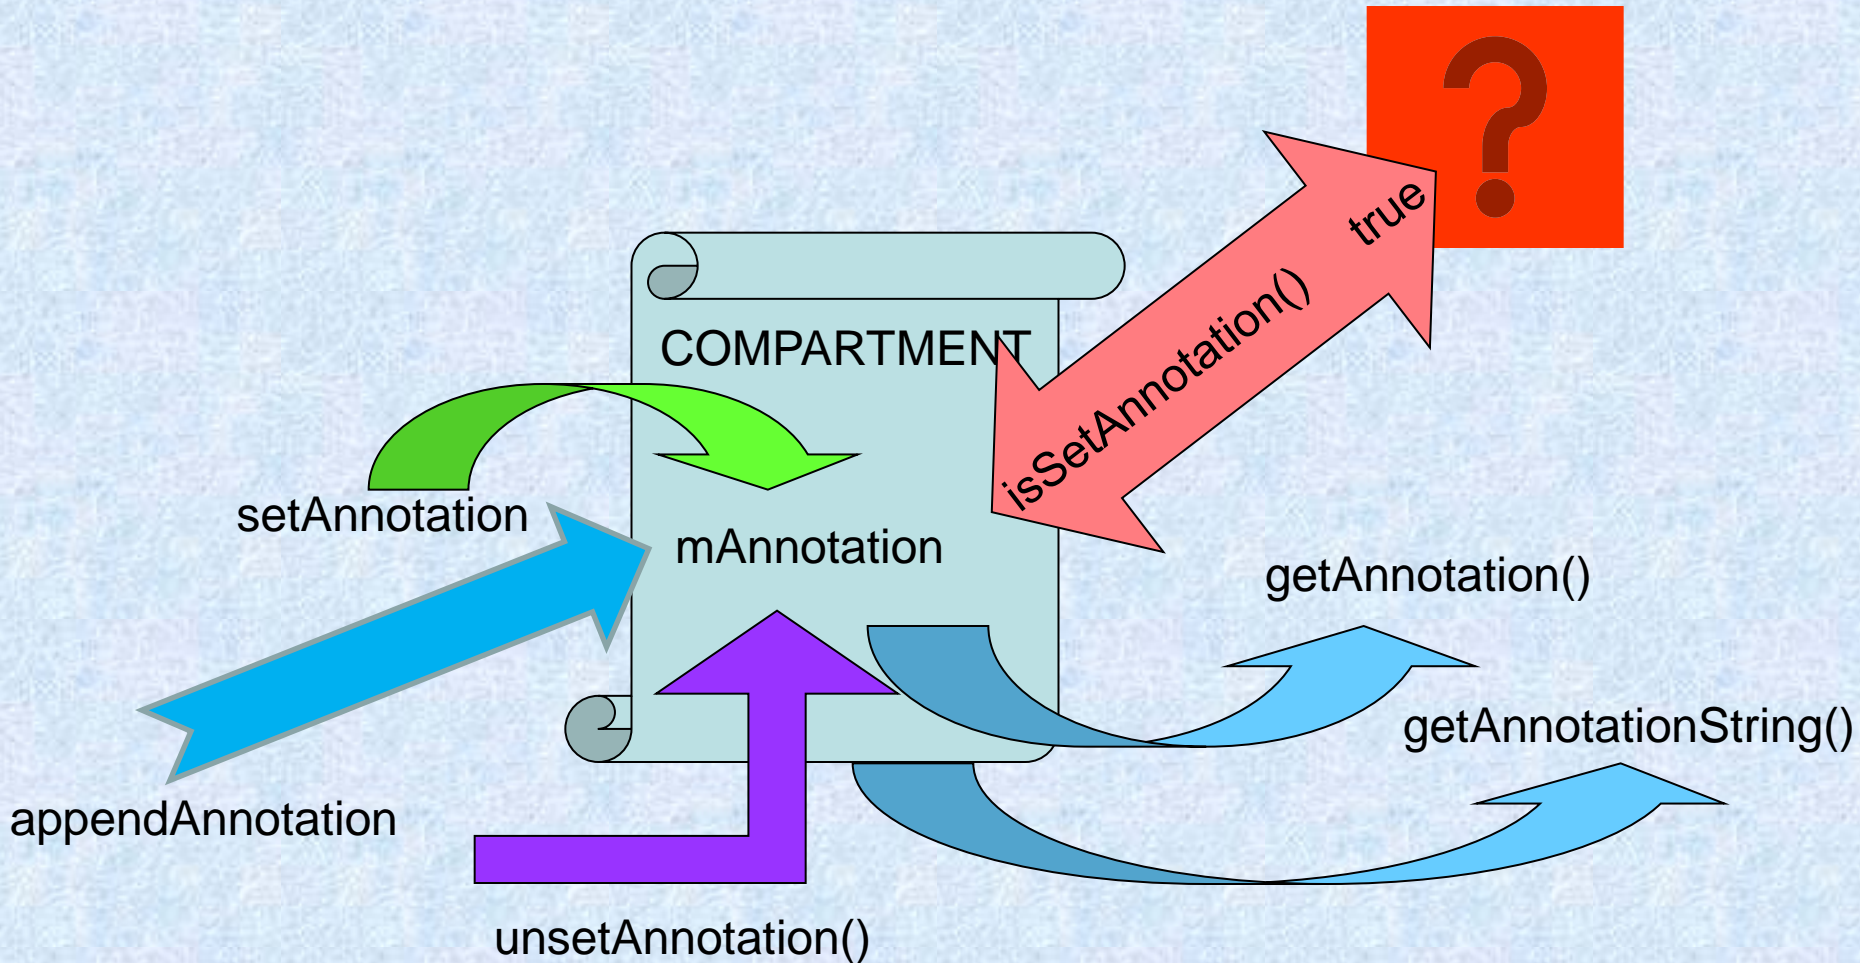 ?
true
isSetAnnotation()
COMPARTMENT
setAnnotation
mAnnotation
getAnnotation()
getAnnotationString()
appendAnnotation
unsetAnnotation()